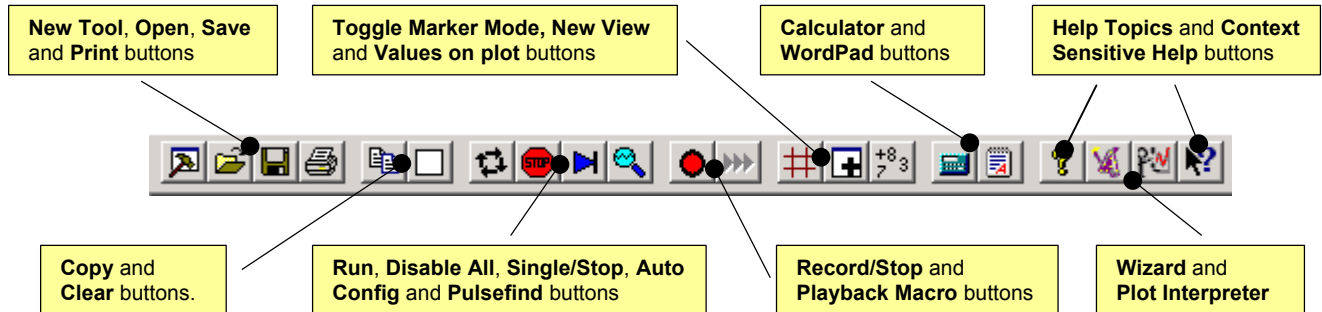 New Tool, Open, Save
and Print buttons
Toggle Marker Mode, New View
and Values on plot buttons
Calculator and
WordPad buttons
Help Topics and Context
Sensitive Help buttons
STOP
Copy and
Clear buttons.
Run, Disable All, Single/Stop, Auto
Config and Pulsefind buttons
Record/Stop and
Playback Macro buttons
Wizard and
Plot Interpreter